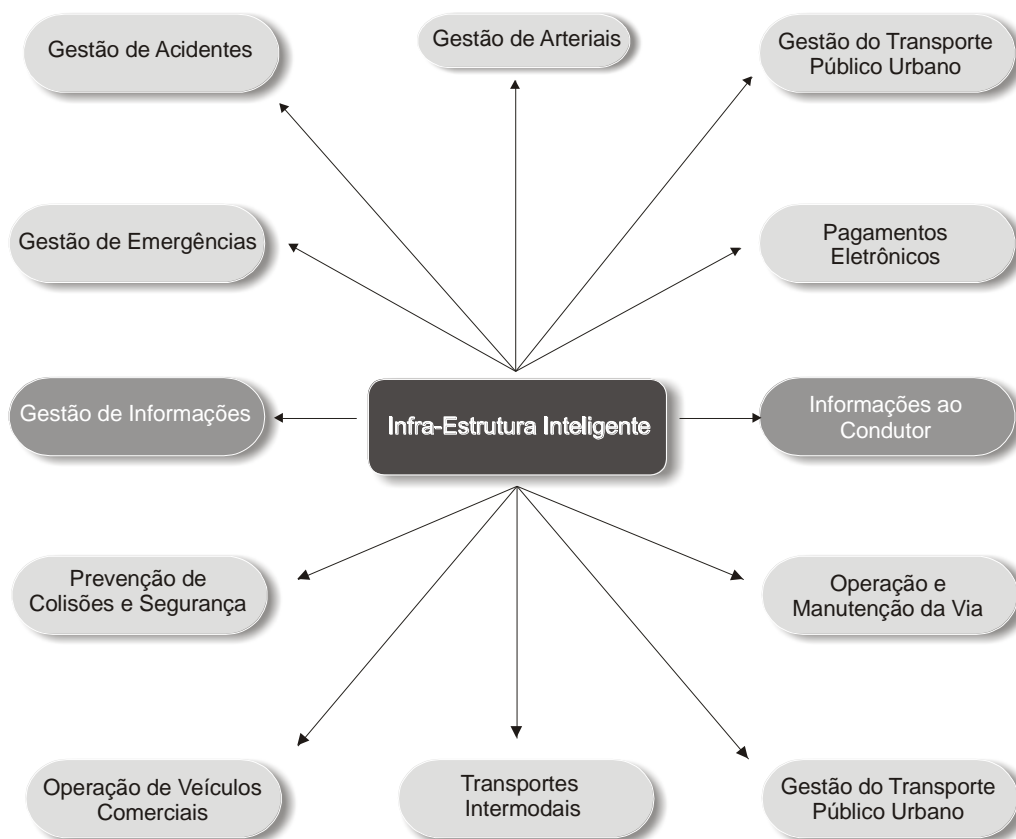 Gestão de Acidentes
Gestão de Arteriais
Gestão do Transporte
Público Urbano
Gestão de Emergências
Pagamentos
Eletrônicos
Gestão de Informações
Infra-Estrutura Inteligente
Informações ao
Condutor
Prevenção de
Colisões e Segurança
Operação e
Manutenção da Via
Operação de Veículos
Comerciais
Transportes
Intermodais
Gestão do Transporte
Público Urbano